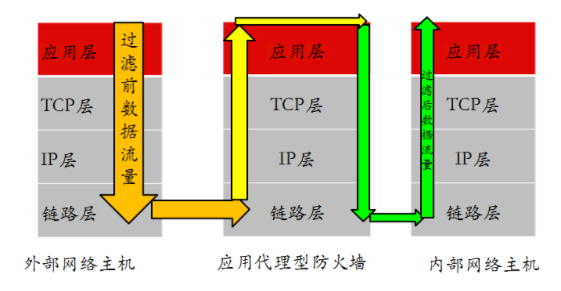 应用层
TCP层
IP层
链路层
过滤前数据流量
应用层
TCP层
IP层
链路层
应用层
TCP层
IP层
链路层
过滤后数据流量
外部网络主机
应用代理型防火墙
内部网络主机